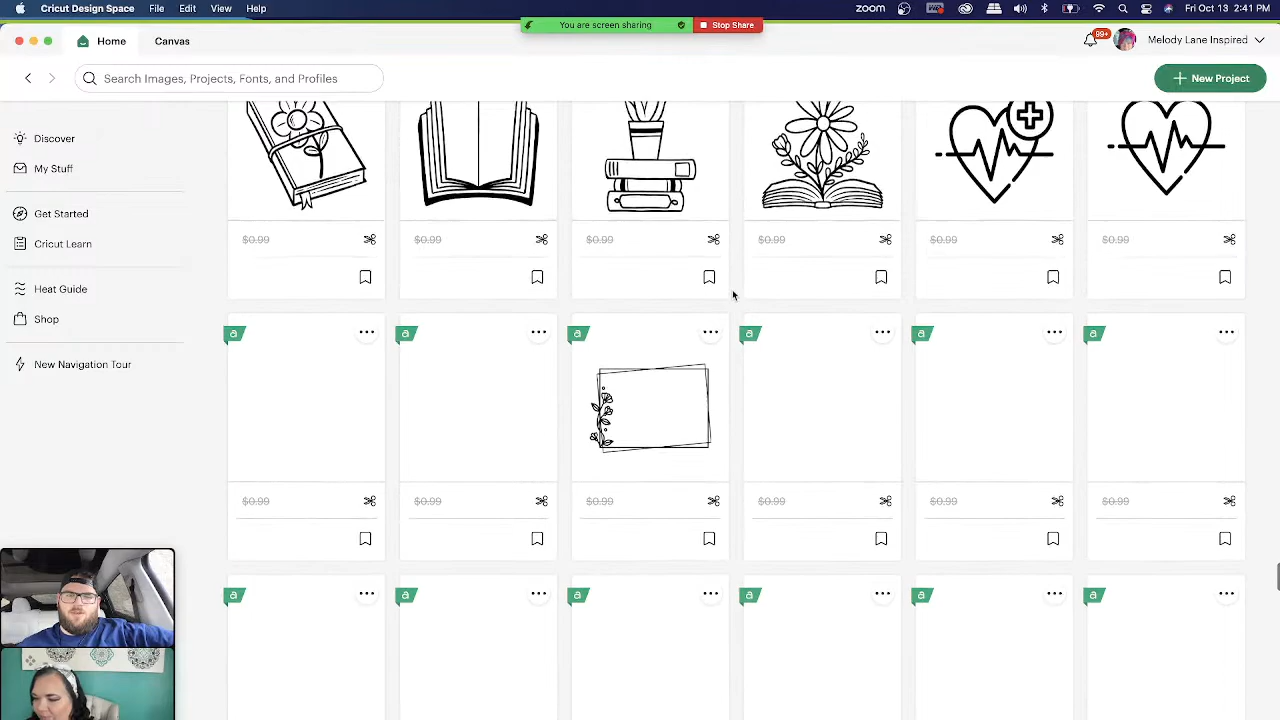 Cricut Design Space File Edit View Help zoom Fri Oct 13 2:41 PM
You are screen sharing Stop Share
Home Canvas 99+ Melody Lane Inspired
Search Images, Projects, Fonts, and Profiles New Project
Discover
My Stuff
Get Started
Cricut Learn
Heat Guide
Shop
New Navigation Tour
$0.99 $0.99 $0.99 $0.99 $0.99 $0.99
a a a a a a
$0.99 $0.99 $0.99 $0.99 $0.99 $0.99
a a a a a a